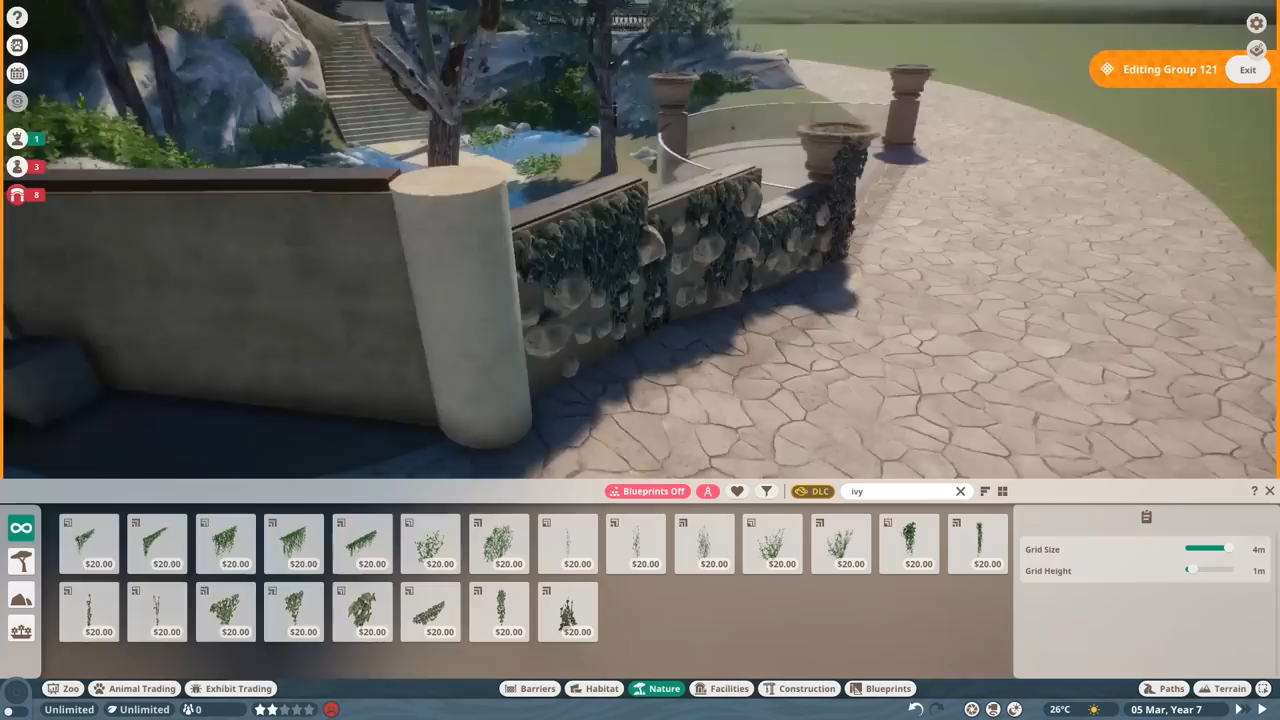 ?
Editing Group 121
Exit
1
3
8
Blueprints Off
DLC
ivy
?
$20.00 $20.00 $20.00 $20.00 $20.00 $20.00 $20.00 $20.00 $20.00 $20.00 $20.00 $20.00 $20.00 $20.00
$20.00 $20.00 $20.00 $20.00 $20.00 $20.00 $20.00 $20.00
Grid Size 4m
Grid Height 1m
Zoo Animal Trading Exhibit Trading Barriers Habitat Nature Facilities Construction Blueprints Paths Terrain
Unlimited Unlimited 0 26°C 05 Mar, Year 7